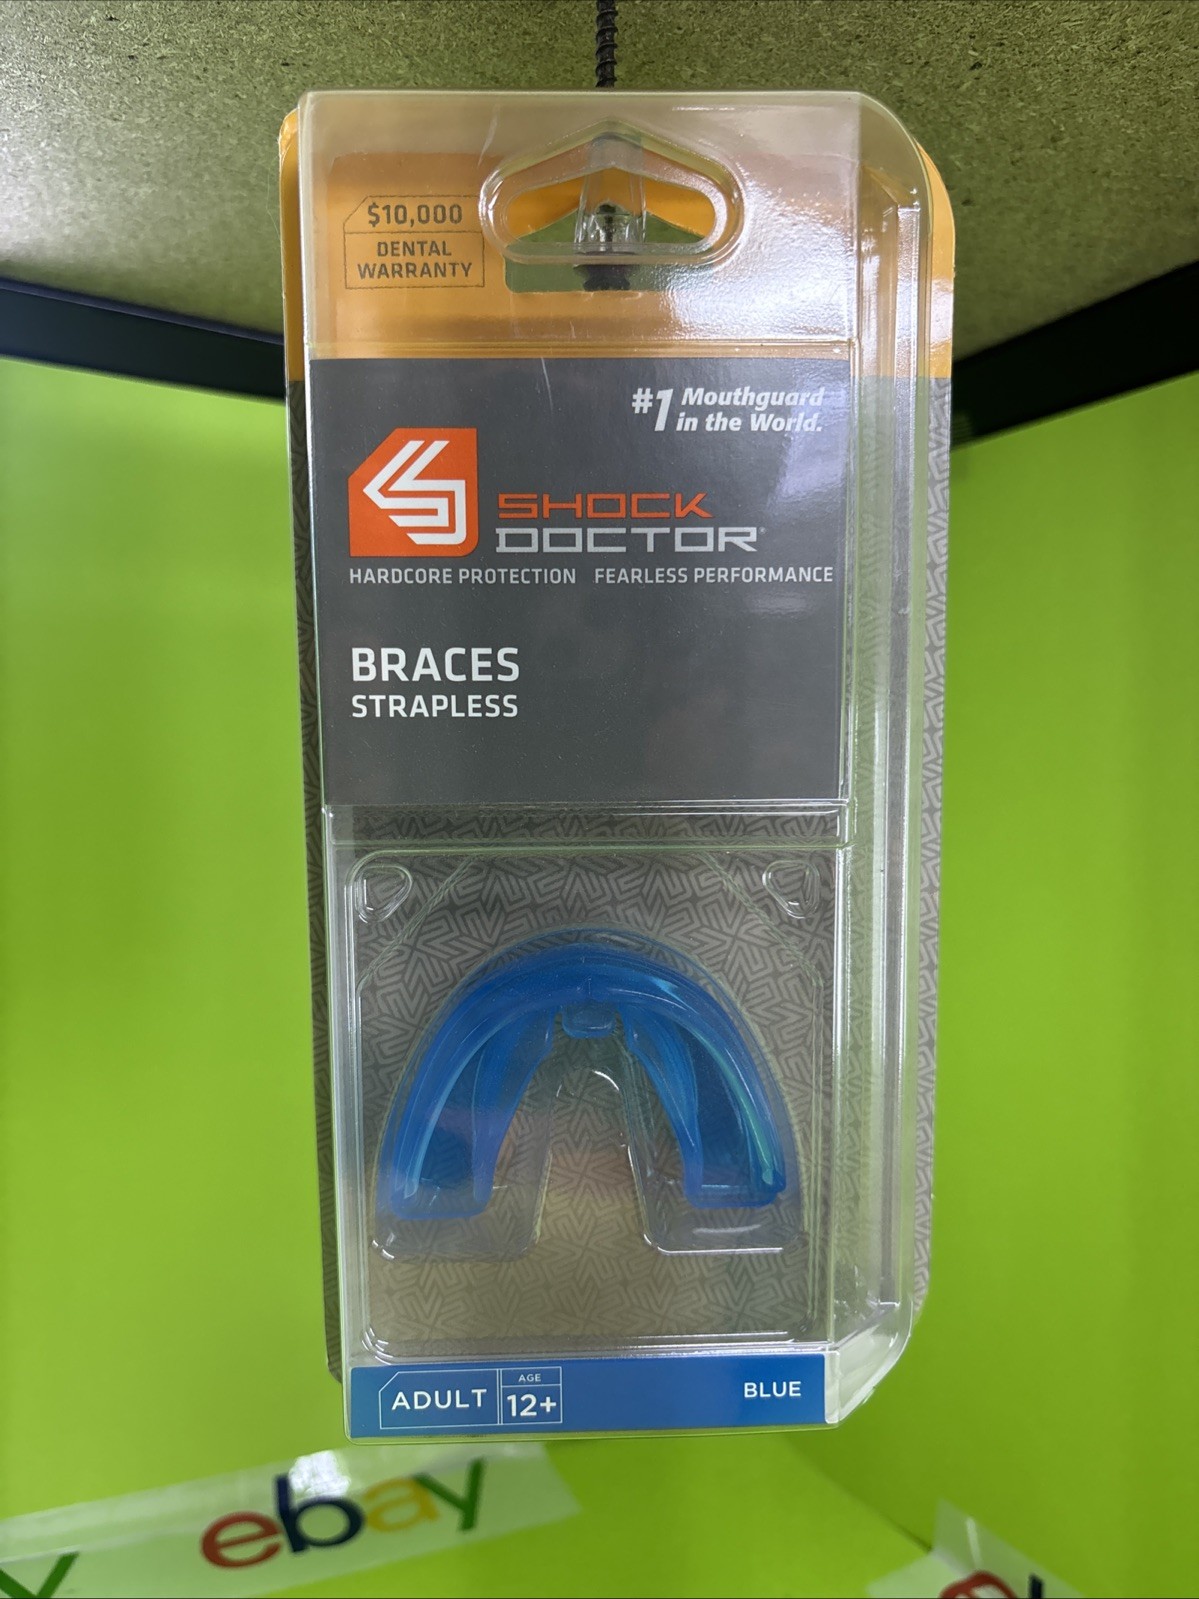 $10,000
DENTAL
WARRANTY
#1 Mouthguard
in the World.
SHOCK
DOCTOR®
HARDCORE PROTECTION FEARLESS PERFORMANCE
BRACES
STRAPLESS
ADULT
AGE
12+
BLUE
ebay